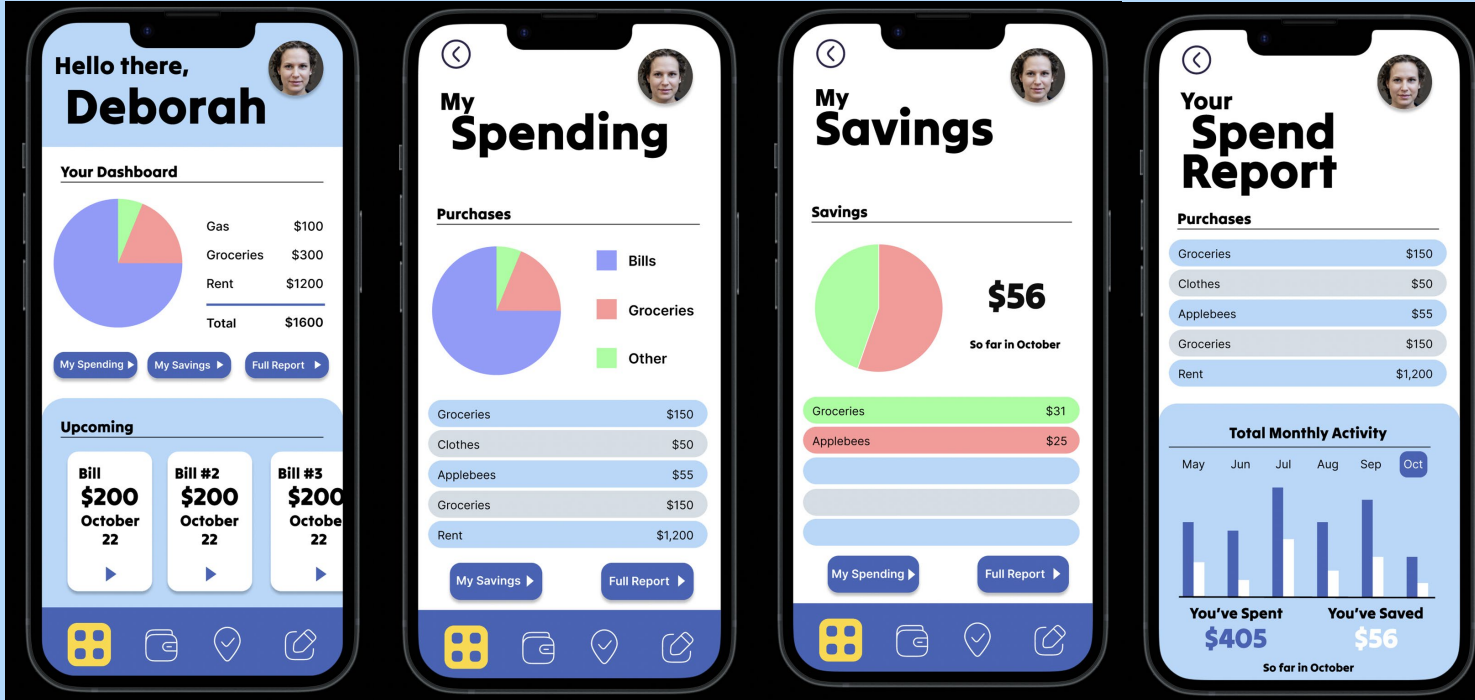 Hello there,
Deborah
Your Dashboard
Gas $100
Groceries $300
Rent $1200
Total $1600
My Spending
My Savings
Full Report
Upcoming
Bill
$200
October
22
Bill #2
$200
October
22
Bill #3
$200
Octobe
22
My
Spending
Purchases
Bills
Groceries
Other
Groceries $150
Clothes $50
Applebees $55
Groceries $150
Rent $1,200
My Savings
Full Report
My
Savings
Savings
$56
So far in October
Groceries $31
Applebees $25
My Spending
Full Report
Your
Spend
Report
Purchases
Groceries $150
Clothes $50
Applebees $55
Groceries $150
Rent $1,200
Total Monthly Activity
May Jun Jul Aug Sep Oct
You've Spent You've Saved
$405 $56
So far in October